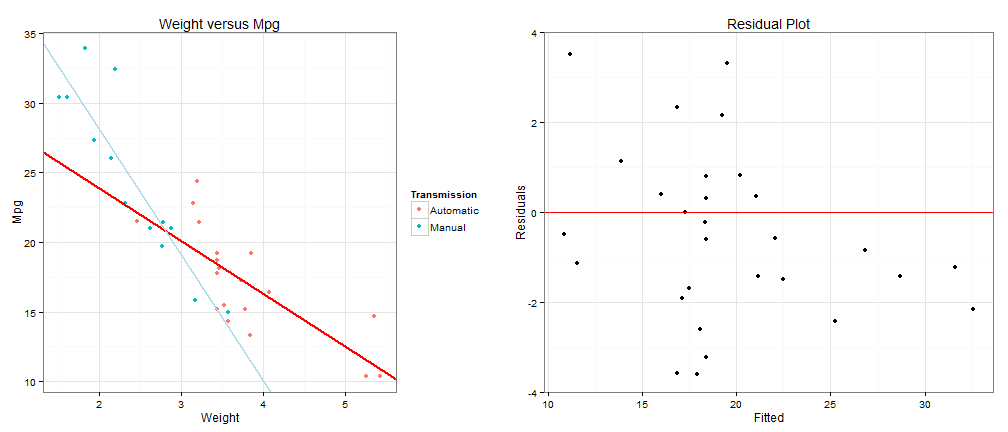 Weight versus Mpg
35
30
25
20
15
10
Mpg
2 3 4 5
Weight
Transmission
Automatic
Manual
Residual Plot
4
2
0
-2
-4
Residuals
10 15 20 25 30
Fitted